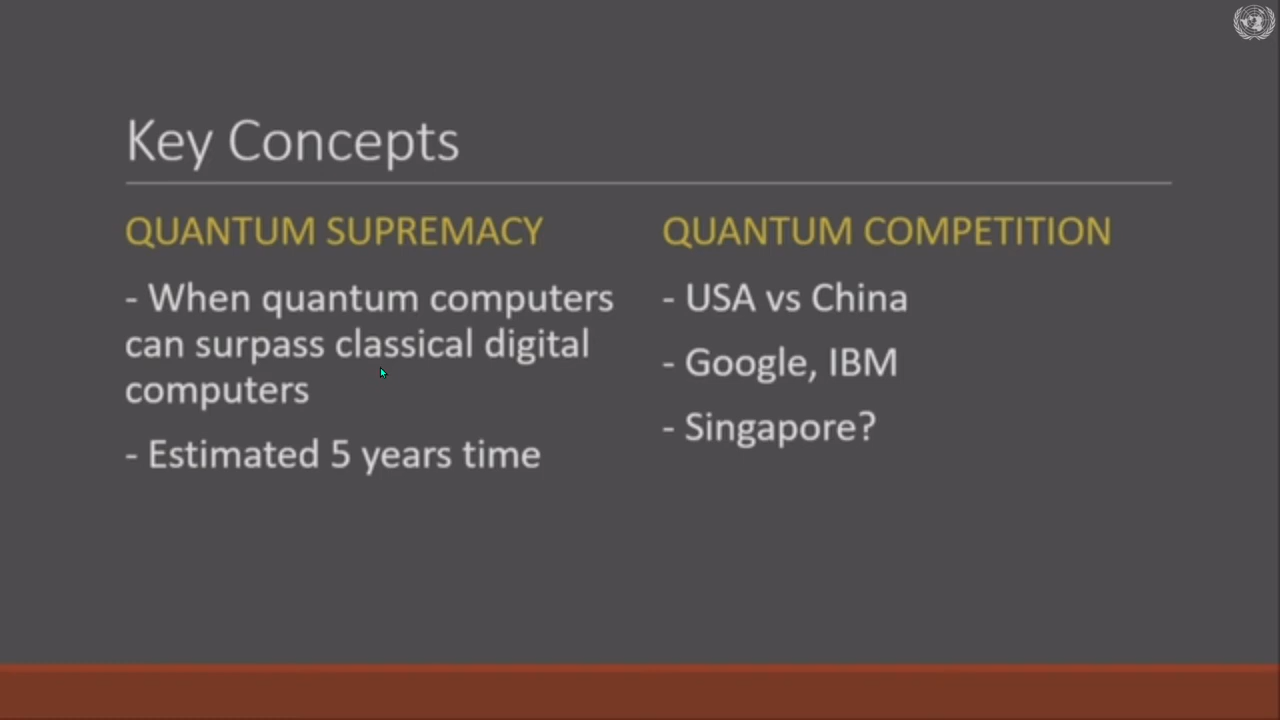 Key Concepts
QUANTUM SUPREMACY
- When quantum computers
can surpass classical digital
computers
- Estimated 5 years time
QUANTUM COMPETITION
- USA vs China
- Google, IBM
- Singapore?